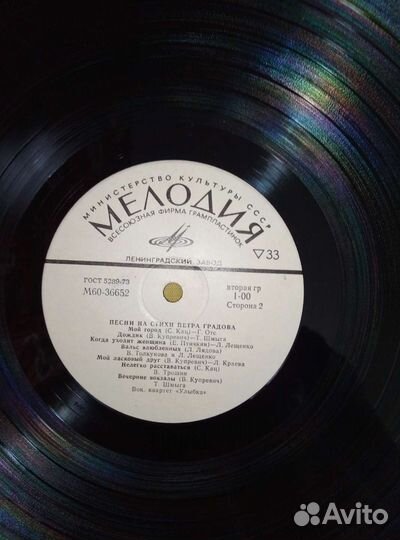 МИНИСТЕРСТВО КУЛЬТУРЫ СССР
МЕЛОДИЯ
ВСЕСОЮЗНАЯ ФИРМА ГРАМПЛАСТИНОК
▽33
ЛЕНИНГРАДСКИЙ ЗАВОД
ГОСТ 5289-73
М60-36652
вторая гр
1-00
Сторона 2
ПЕСНИ НА СТИХИ ПЕТРА ГРАДОВА
Мой город (С. Кац)—Г. Отс
Дождик (В. Купревич)—Т. Шмыга
Когда уходит женщина (Е. Птичкин)—Л. Лещенко
Вальс влюбленных (Л. Лядова)
В. Толкунова и Л. Лещенко
Мой ласковый друг (В. Купревич)—Л. Краева
Нелегко расставаться (С. Кац)
В. Трошин
Вечерние вокзалы (В. Купревич)
Т Шмыга
Вок. квартет «Улыбка»
Avito